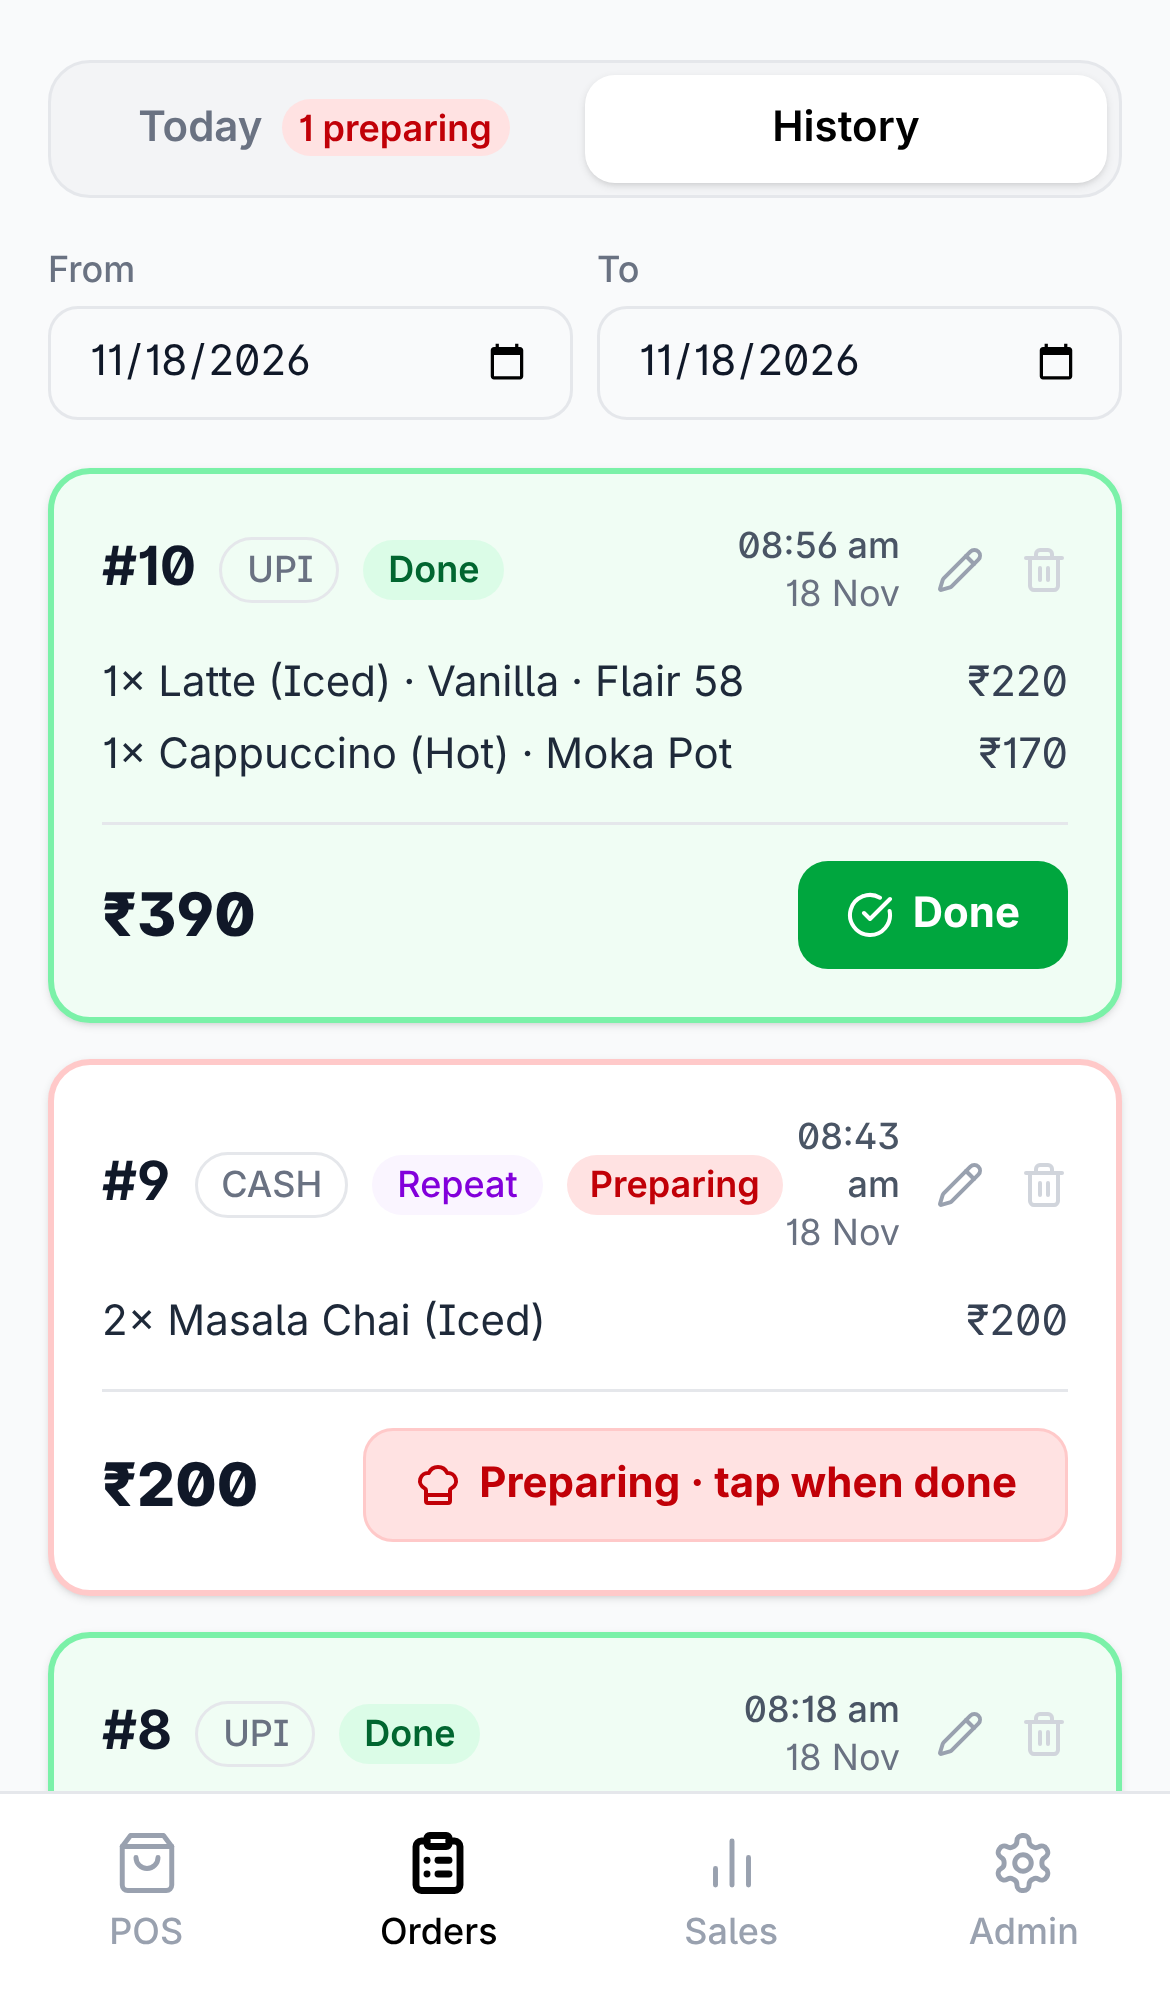 Today 1 preparing History
From To
11/18/2026 11/18/2026
#10 UPI Done 08:56 am
18 Nov
1× Latte (Iced) · Vanilla · Flair 58 ₹220
1× Cappuccino (Hot) · Moka Pot ₹170
₹390 Done
08:43
#9 CASH Repeat Preparing am
18 Nov
2× Masala Chai (Iced) ₹200
₹200 Preparing · tap when done
#8 UPI Done 08:18 am
18 Nov
POS Orders Sales Admin